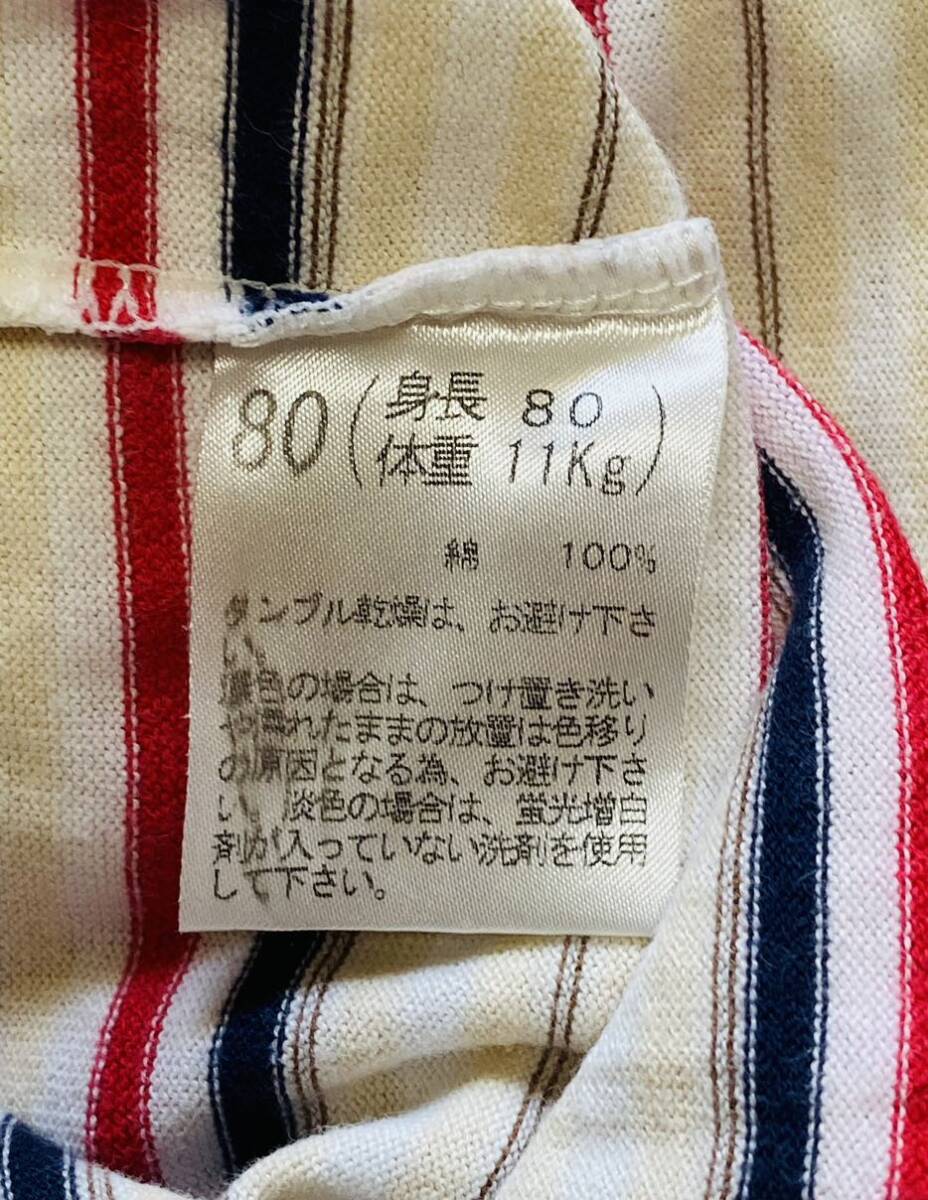 80(身長 80
体重 11Kg)
綿 100%
タンブル乾燥は、お避け下さ
い。
濃色の場合は、つけ置き洗い
や濡れたままの放置は色移り
の原因となる為、お避け下さ
い。淡色の場合は、蛍光増白
剤が入っていない洗剤を使用
して下さい。